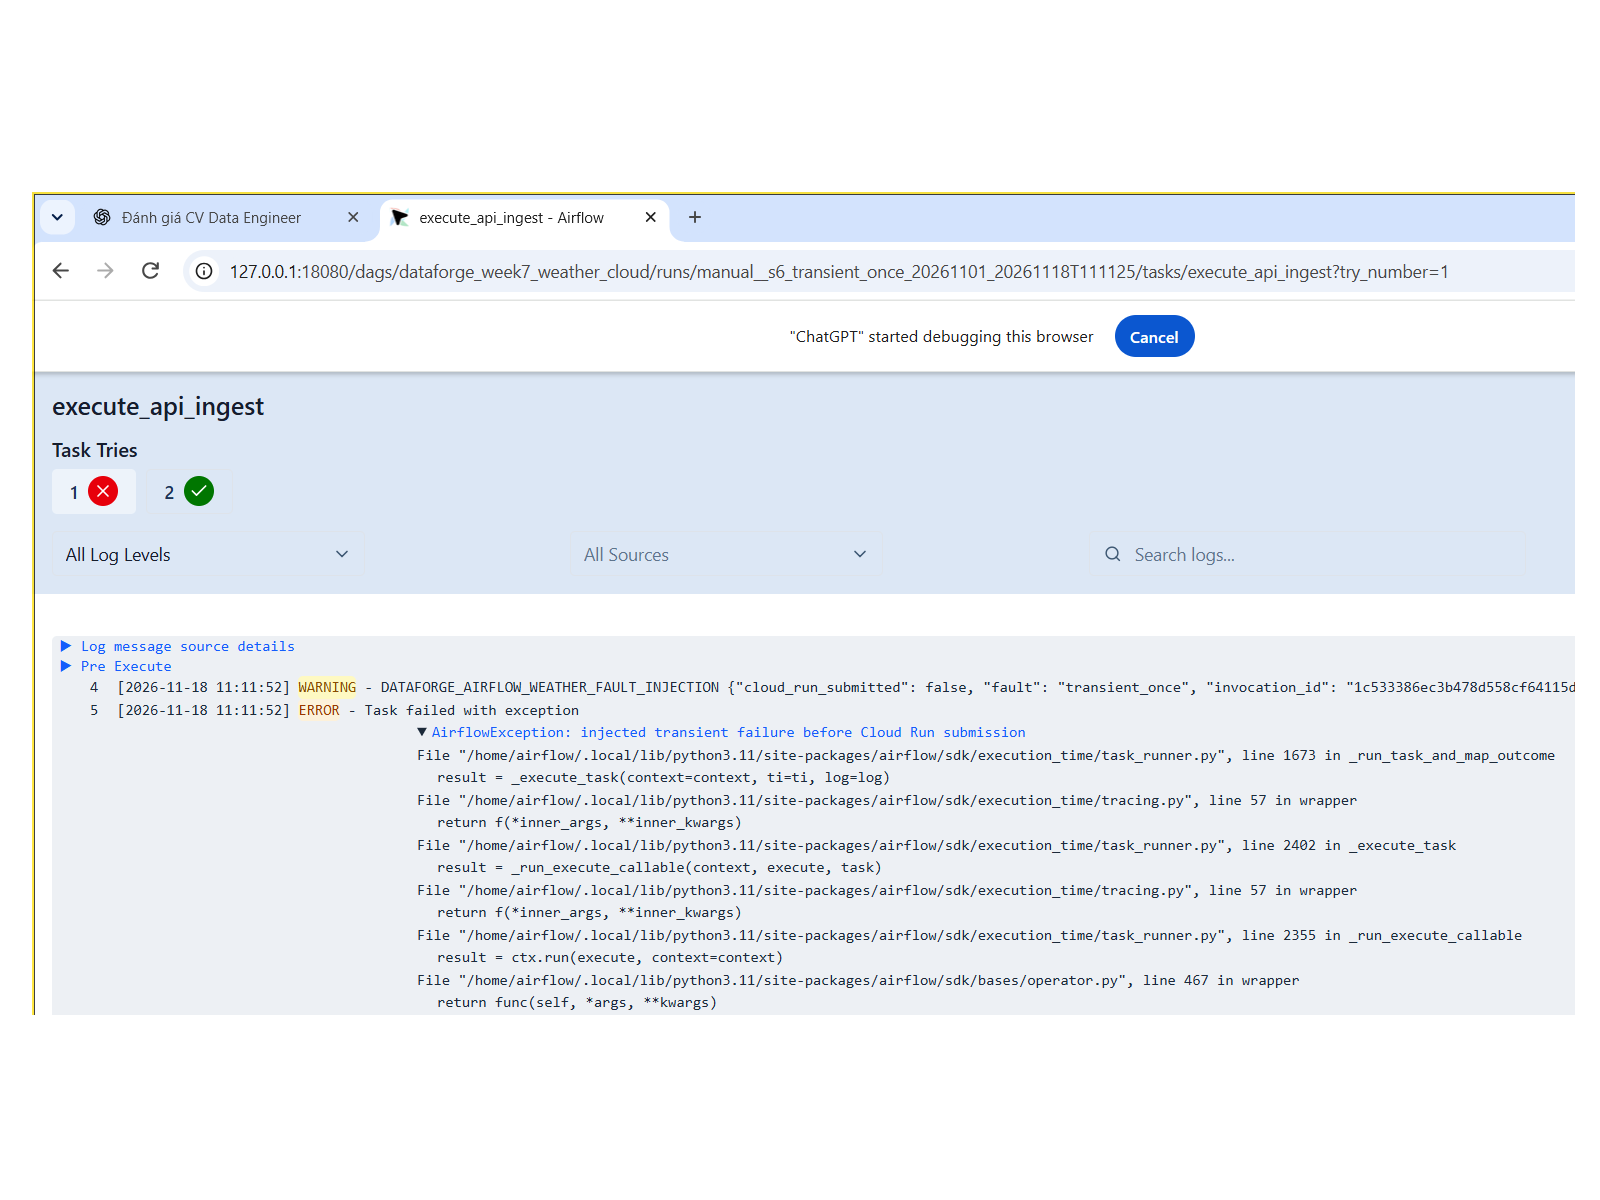 Đánh giá CV Data Engineer
execute_api_ingest - Airflow
127.0.0.1:18080/dags/dataforge_week7_weather_cloud/runs/manual__s6_transient_once_20261101_20261118T111125/tasks/execute_api_ingest?try_number=1
"ChatGPT" started debugging this browser
Cancel
execute_api_ingest
Task Tries
1
2
All Log Levels
All Sources
Search logs...
Log message source details
Pre Execute
4 [2026-11-18 11:11:52] WARNING - DATAFORGE_AIRFLOW_WEATHER_FAULT_INJECTION {"cloud_run_submitted": false, "fault": "transient_once", "invocation_id": "1c533386ec3b478d558cf64115d
5 [2026-11-18 11:11:52] ERROR - Task failed with exception
AirflowException: injected transient failure before Cloud Run submission
File "/home/airflow/.local/lib/python3.11/site-packages/airflow/sdk/execution_time/task_runner.py", line 1673 in _run_task_and_map_outcome
result = _execute_task(context=context, ti=ti, log=log)
File "/home/airflow/.local/lib/python3.11/site-packages/airflow/sdk/execution_time/tracing.py", line 57 in wrapper
return f(*inner_args, **inner_kwargs)
File "/home/airflow/.local/lib/python3.11/site-packages/airflow/sdk/execution_time/task_runner.py", line 2402 in _execute_task
result = _run_execute_callable(context, execute, task)
File "/home/airflow/.local/lib/python3.11/site-packages/airflow/sdk/execution_time/tracing.py", line 57 in wrapper
return f(*inner_args, **inner_kwargs)
File "/home/airflow/.local/lib/python3.11/site-packages/airflow/sdk/execution_time/task_runner.py", line 2355 in _run_execute_callable
result = ctx.run(execute, context=context)
File "/home/airflow/.local/lib/python3.11/site-packages/airflow/sdk/bases/operator.py", line 467 in wrapper
return func(self, *args, **kwargs)